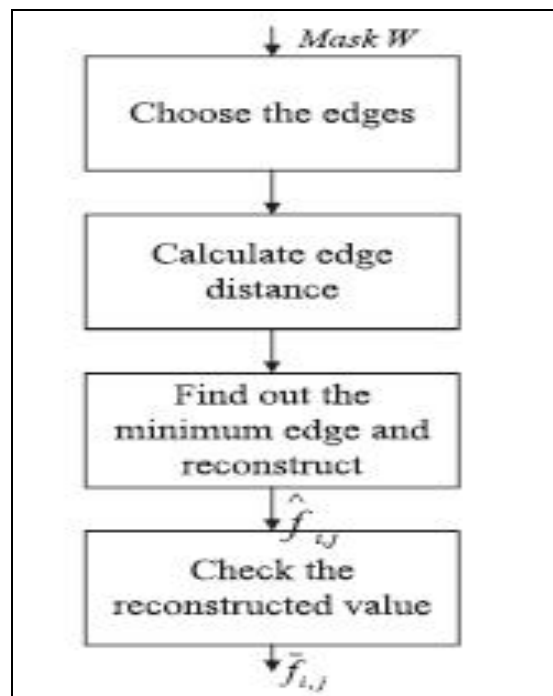 Mask W
Choose the edges
Calculate edge
distance
Find out the
minimum edge and
reconstruct
f̂ i,j
Check the
reconstructed value
f̄ i,j